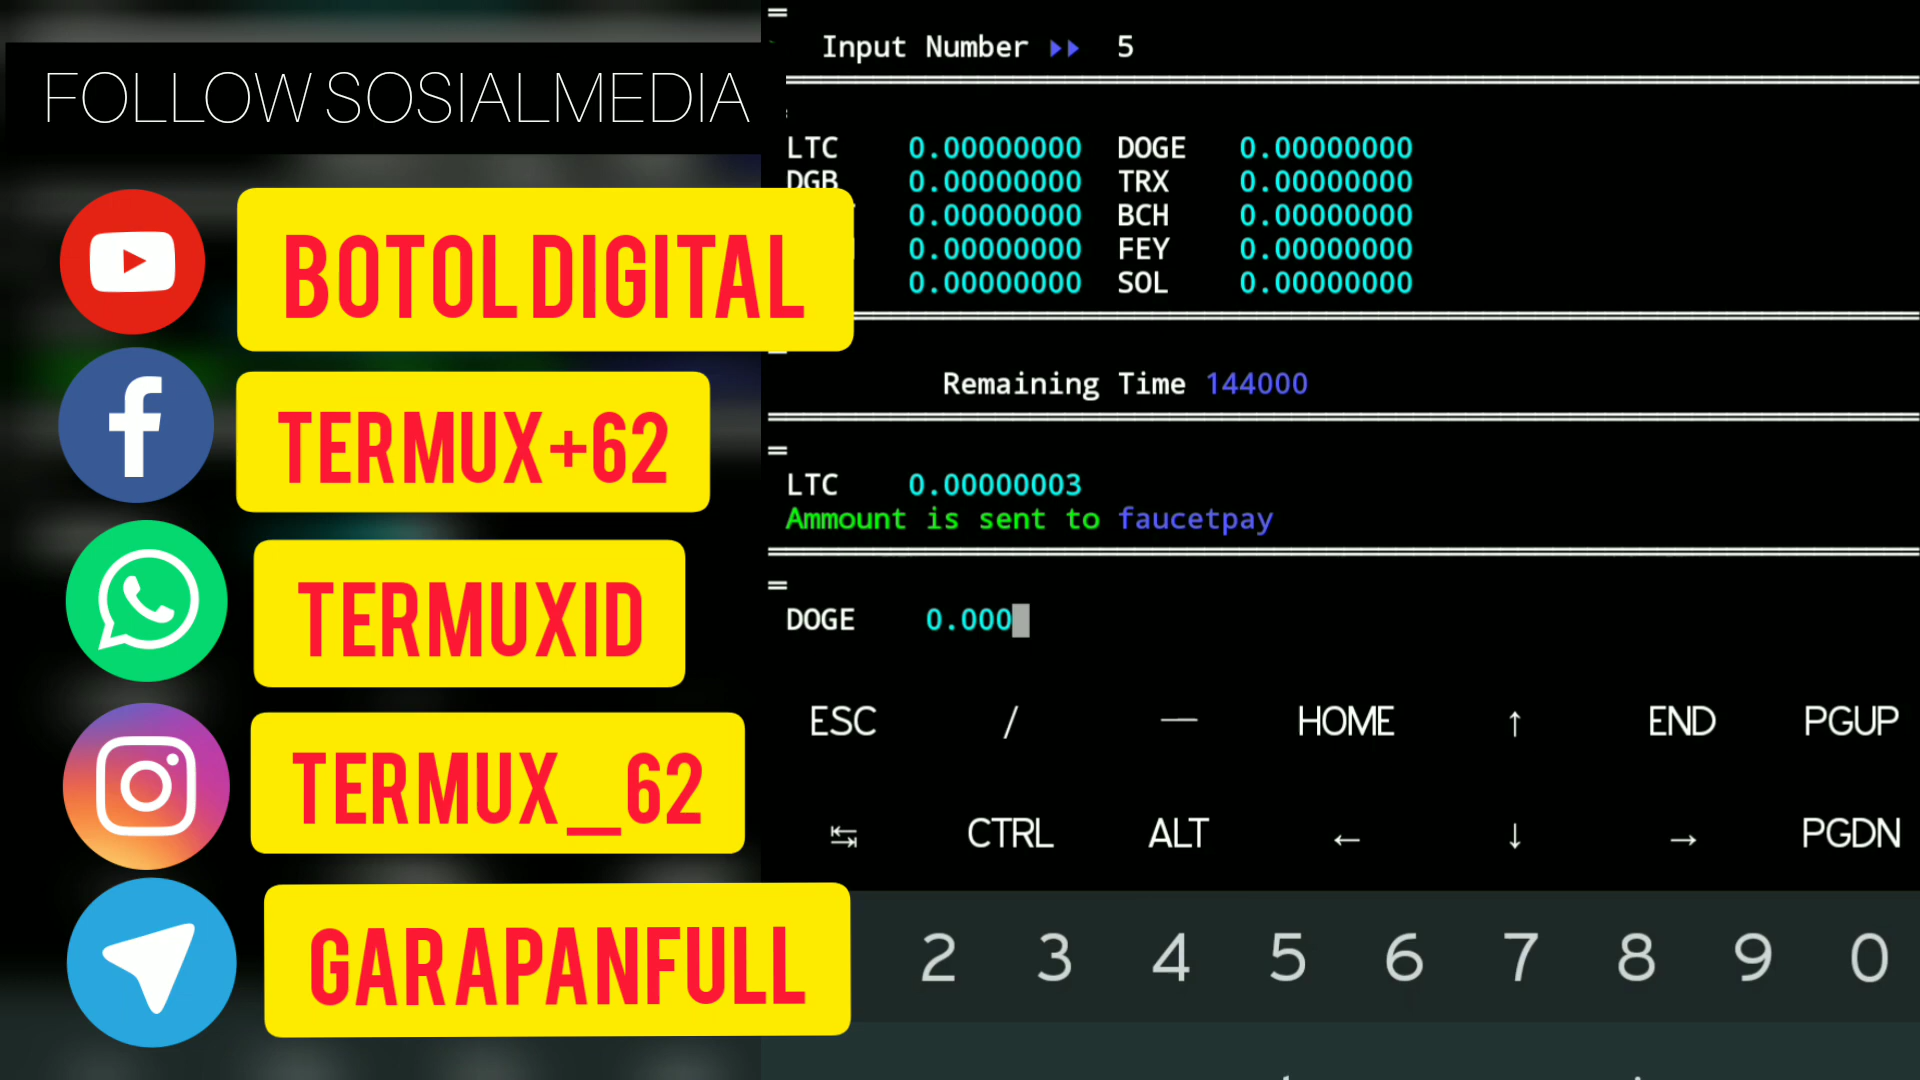 FOLLOW SOSIALMEDIA
BOTOL DIGITAL
TERMUX+62
TERMUXID
TERMUX_62
GARAPANFULL
=
Input Number 5
LTC 0.00000000 DOGE 0.00000000
DGB 0.00000000 TRX 0.00000000
0.00000000 BCH 0.00000000
0.00000000 FEY 0.00000000
0.00000000 SOL 0.00000000
Remaining Time 144000
=
LTC 0.00000003
Ammount is sent to faucetpay
=
DOGE 0.000
ESC / — HOME ↑ END PGUP
↹ CTRL ALT ← ↓ → PGDN
2 3 4 5 6 7 8 9 0